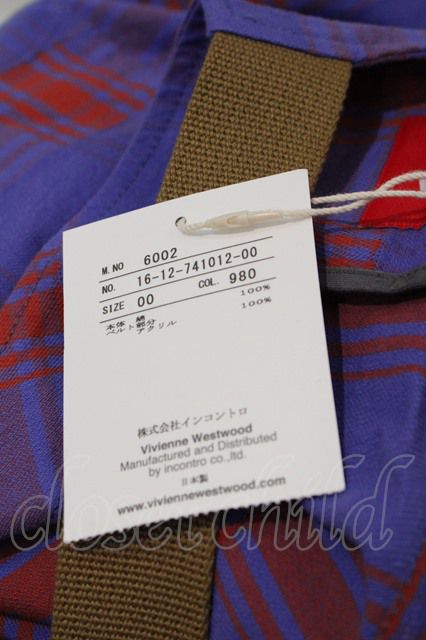 M.NO 6002
NO. 16-12-741012-00
SIZE 00 COL. 980
本体 綿 100%
ベルト部分 アクリル 100%
株式会社インコントロ
Vivienne Westwood
Manufactured and Distributed
by incontro co.,ltd.
日本製
www.viviennewestwood.com
closet child